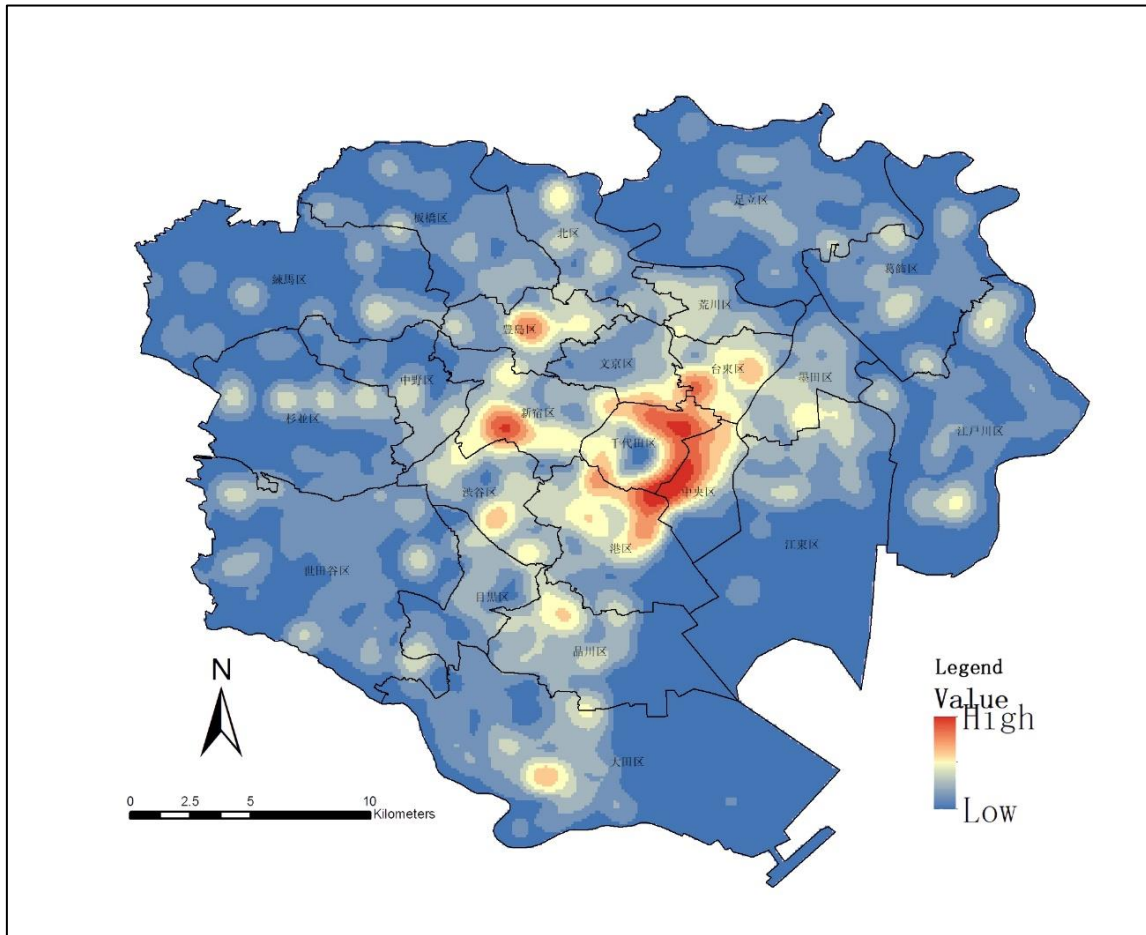 足立区
板橋区
北区
葛飾区
練馬区
荒川区
豊島区
文京区
台東区
墨田区
中野区
新宿区
杉並区
千代田区
江戸川区
渋谷区
中央区
港区
江東区
世田谷区
目黒区
品川区
大田区
N
0 2.5 5 10
Kilometers
Legend
Value
High
Low